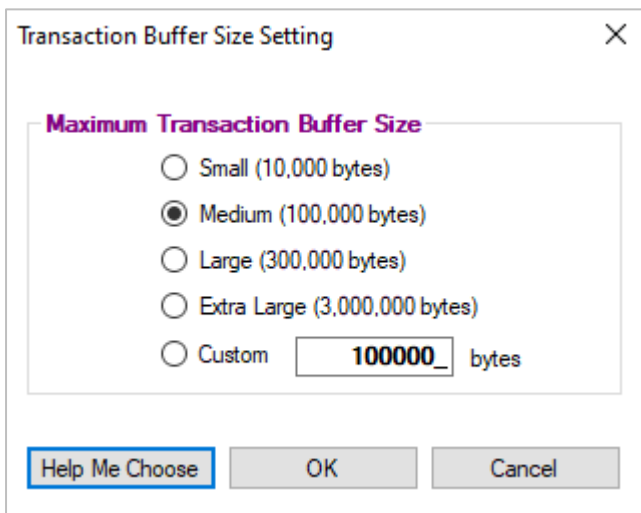 Transaction Buffer Size Setting
Maximum Transaction Buffer Size
Small (10,000 bytes)
Medium (100,000 bytes)
Large (300,000 bytes)
Extra Large (3,000,000 bytes)
Custom 100000_ bytes
Help Me Choose OK Cancel